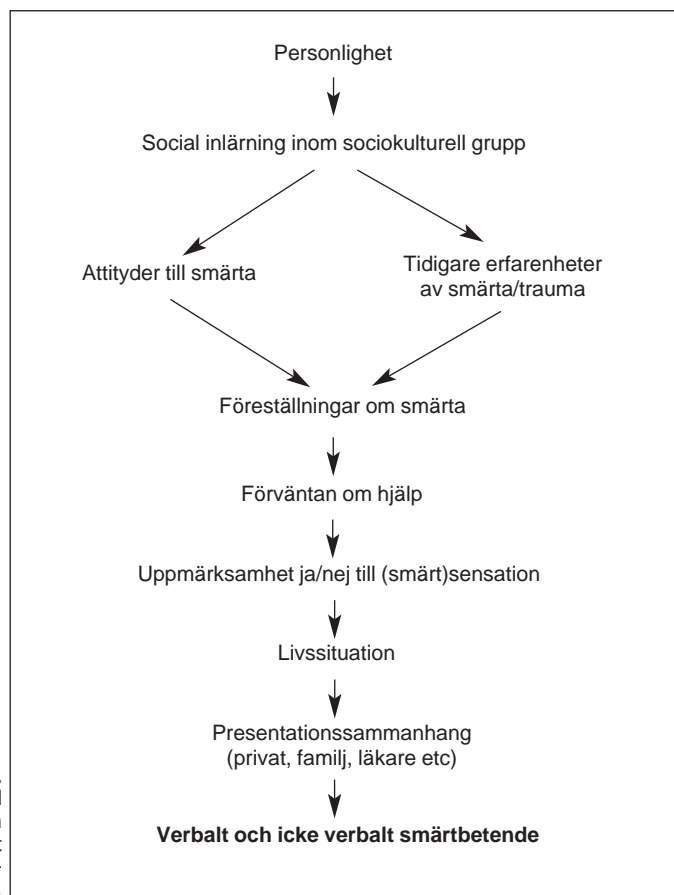 Personlighet
Social inlärning inom sociokulturell grupp
Attityder till smärta
Tidigare erfarenheter
av smärta/trauma
Föreställningar om smärta
Förväntan om hjälp
Uppmärksamhet ja/nej till (smärt)sensation
Livssituation
Presentationssammanhang
(privat, familj, läkare etc)
Verbalt och icke verbalt smärtbetende